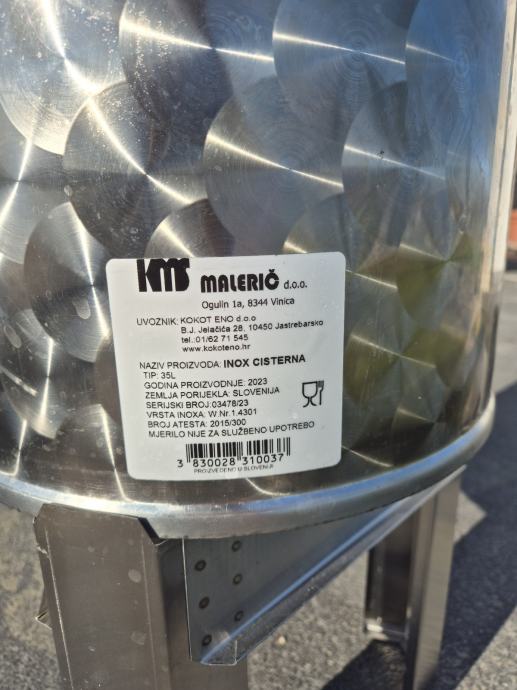 KMS MALERIČ d.o.o.
Ogulin 1a, 8344 Vinica
UVOZNIK: KOKOT ENO d.o.o
B.J. Jelačića 28, 10450 Jastrebarsko
tel.:01/62 71 545
www.kokoteno.hr
NAZIV PROIZVODA: INOX CISTERNA
TIP: 35L
GODINA PROIZVODNJE: 2023
ZEMLJA PORIJEKLA: SLOVENIJA
SERIJSKI BROJ:03478/23
VRSTA INOXA: W.Nr.1.4301
BROJ ATESTA: 2015/300
MJERILO NIJE ZA SLUŽBENO UPOTREBO
3 830028 310037
PROIZVEDENO U SLOVENIJI